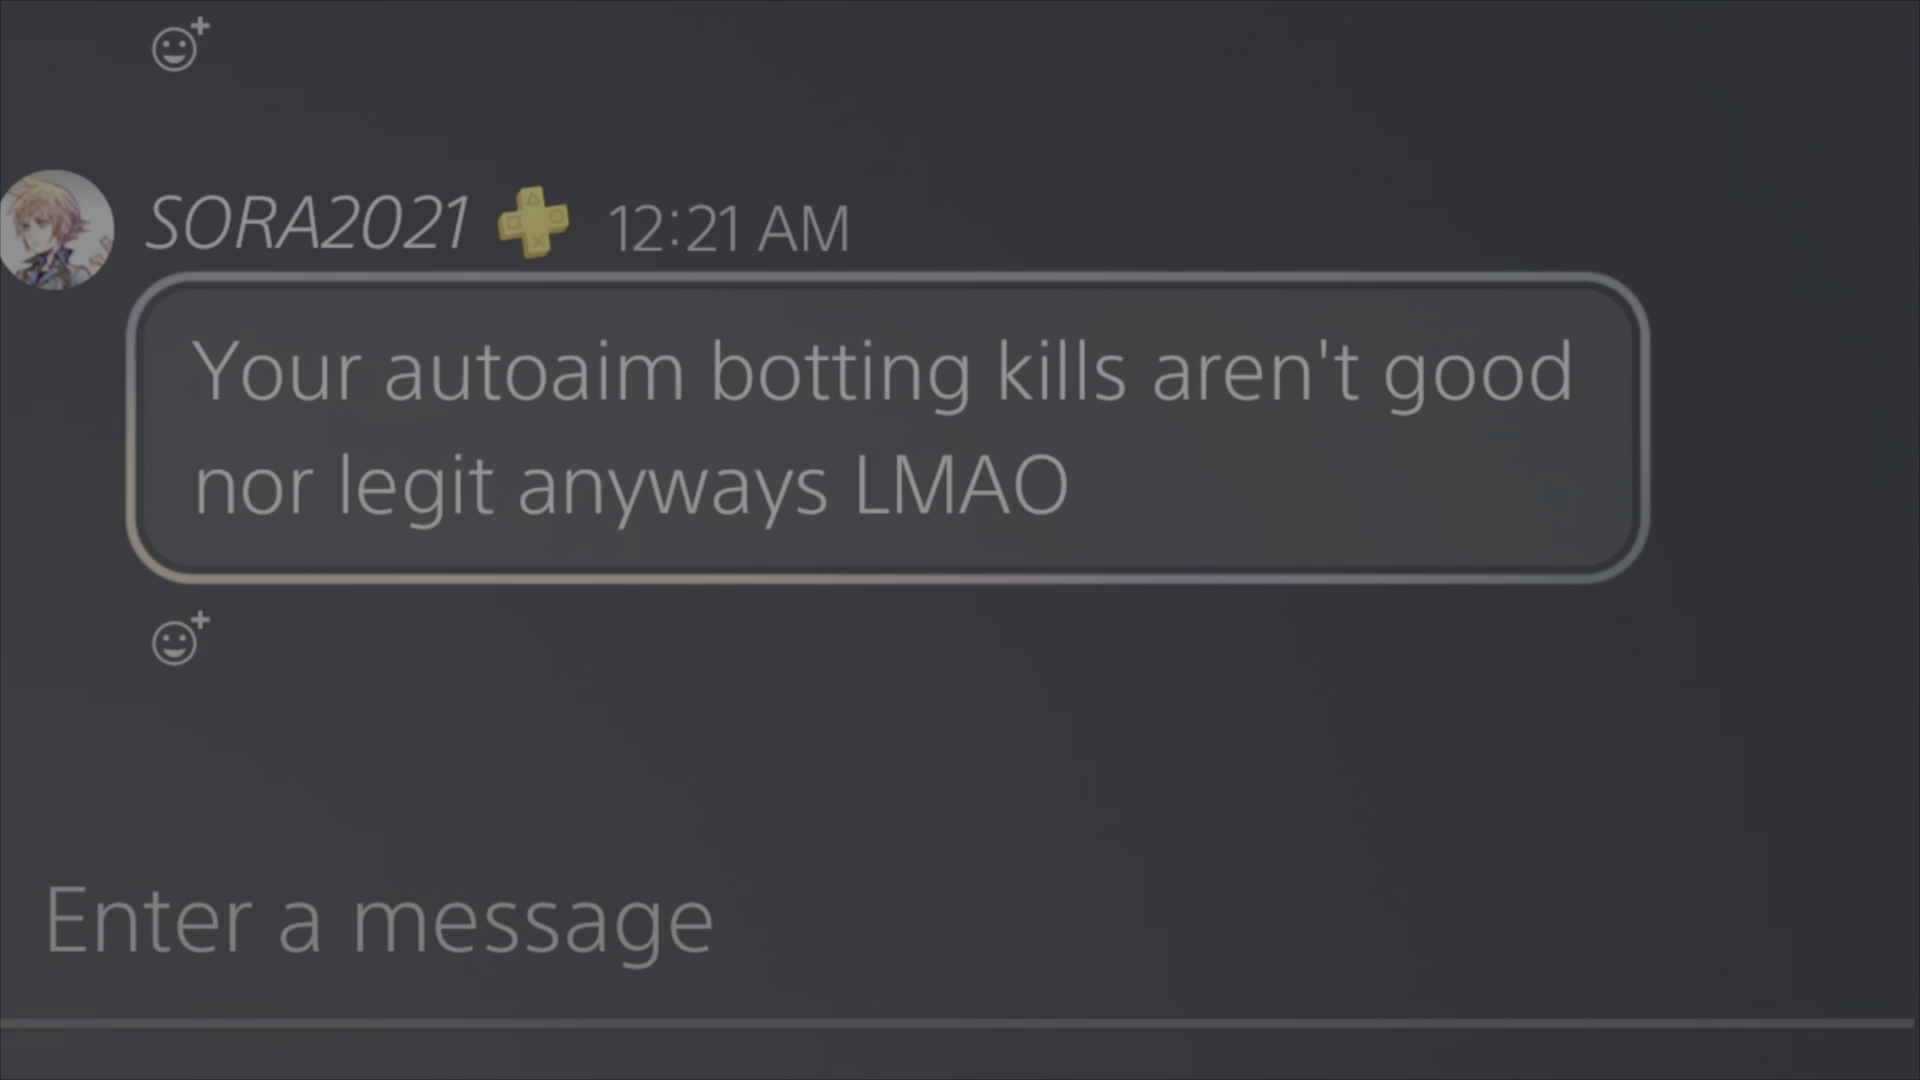 SORA2021 12:21 AM
Your autoaim botting kills aren't good
nor legit anyways LMAO
Enter a message